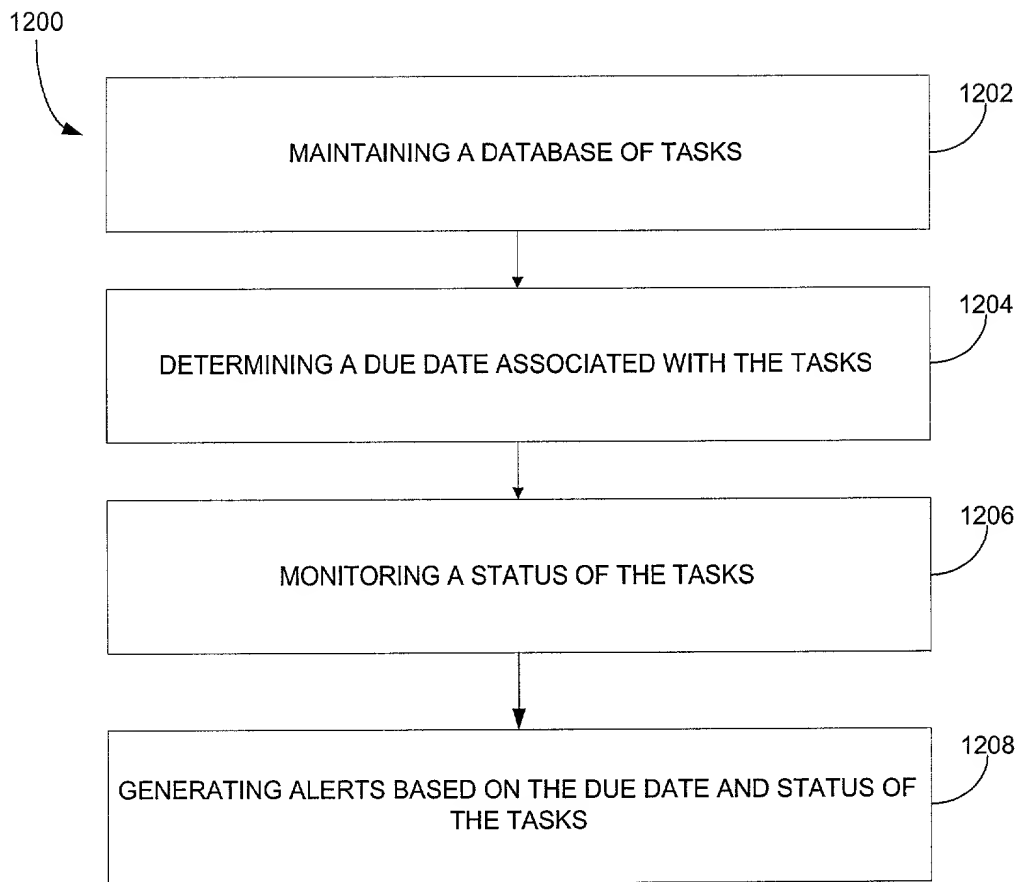 1200
1202
MAINTAINING A DATABASE OF TASKS
1204
DETERMINING A DUE DATE ASSOCIATED WITH THE TASKS
1206
MONITORING A STATUS OF THE TASKS
1208
GENERATING ALERTS BASED ON THE DUE DATE AND STATUS OF
THE TASKS